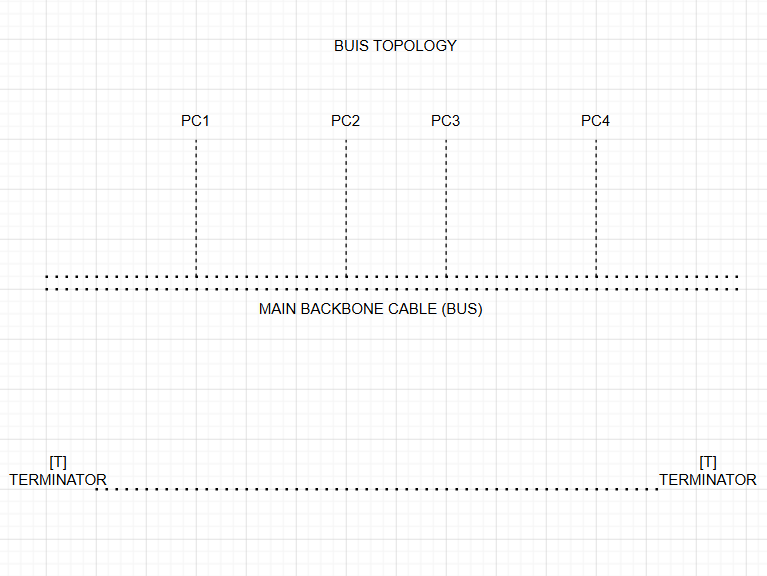 BUIS TOPOLOGY
PC1 PC2 PC3 PC4
MAIN BACKBONE CABLE (BUS)
[T] [T]
TERMINATOR TERMINATOR